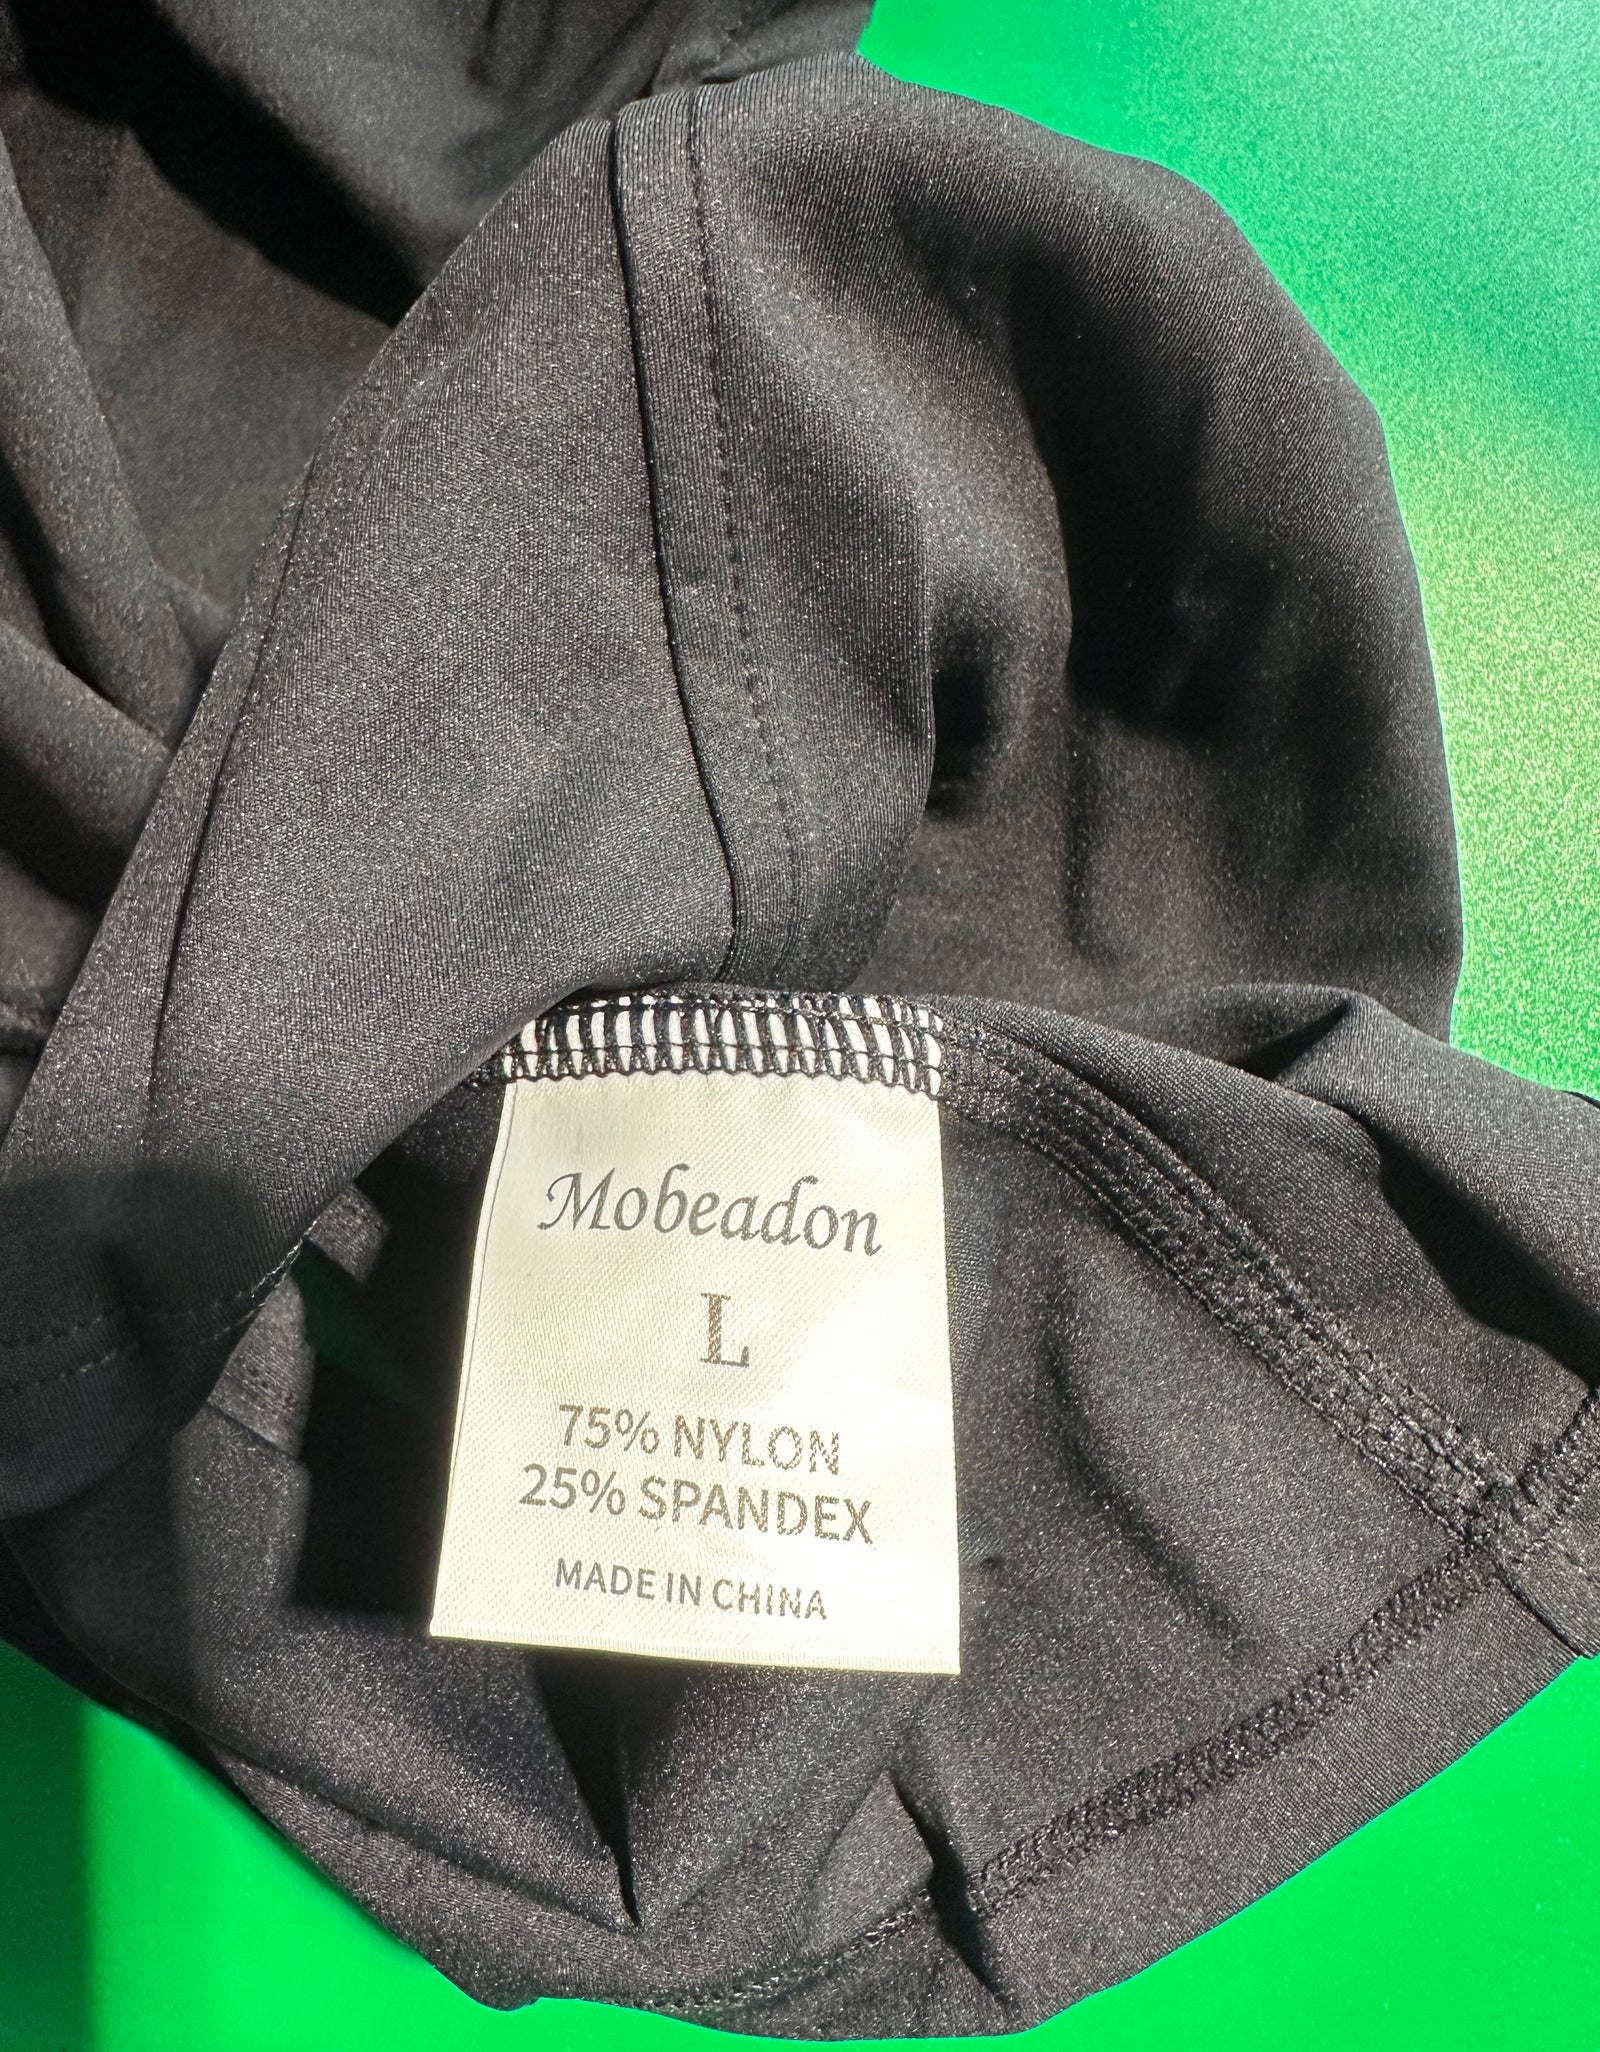 Mobeadon
L
75% NYLON
25% SPANDEX
MADE IN CHINA